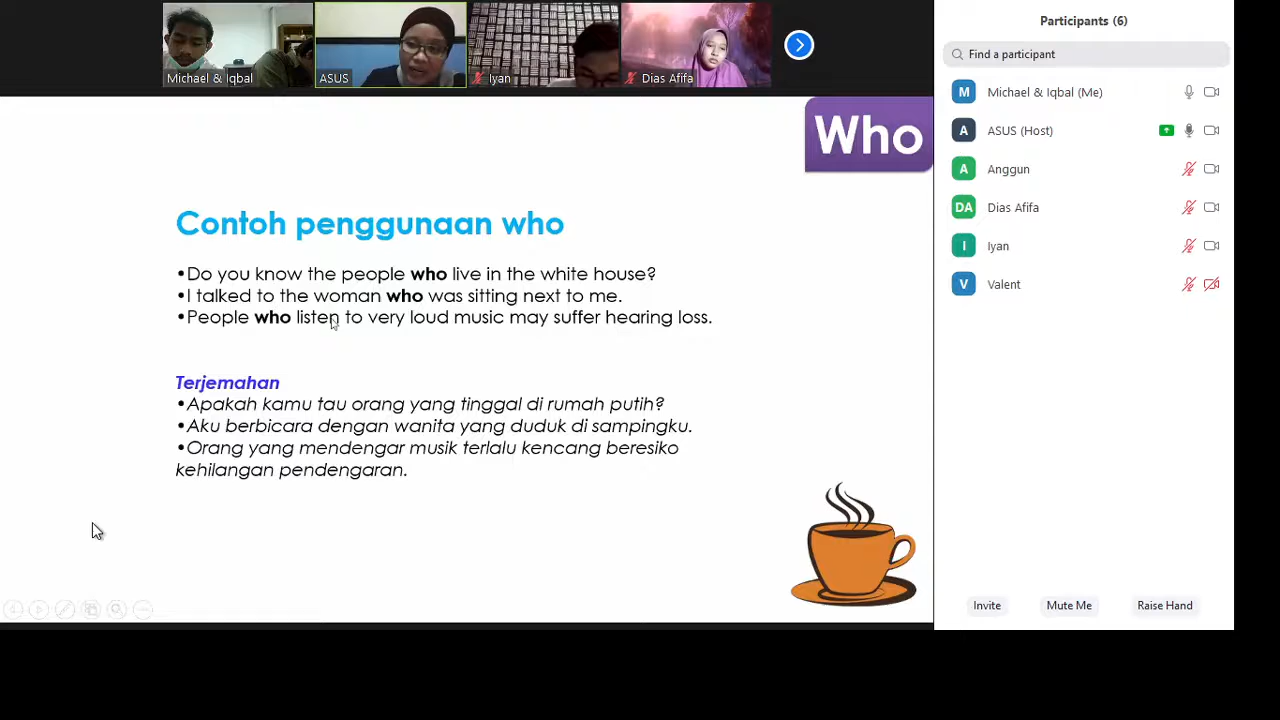 Michael & Iqbal
ASUS
Iyan
Dias Afifa
Who
Contoh penggunaan who
•Do you know the people who live in the white house?
•I talked to the woman who was sitting next to me.
•People who listen to very loud music may suffer hearing loss.
Terjemahan
•Apakah kamu tau orang yang tinggal di rumah putih?
•Aku berbicara dengan wanita yang duduk di sampingku.
•Orang yang mendengar musik terlalu kencang beresiko
kehilangan pendengaran.
Participants (6)
Find a participant
M Michael & Iqbal (Me)
A ASUS (Host)
A Anggun
DA Dias Afifa
I Iyan
V Valent
Invite Mute Me Raise Hand